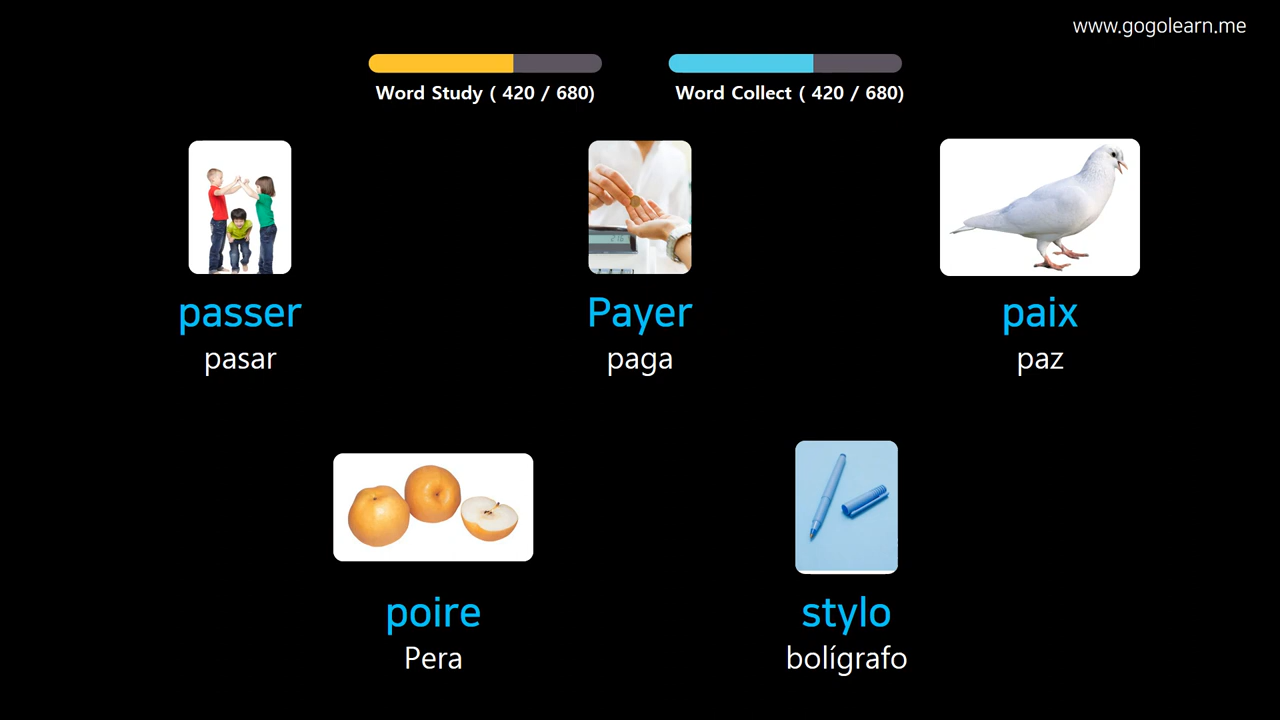 www.gogolearn.me
Word Study ( 420 / 680)
Word Collect ( 420 / 680)
passer
pasar
Payer
paga
paix
paz
poire
Pera
stylo
bolígrafo